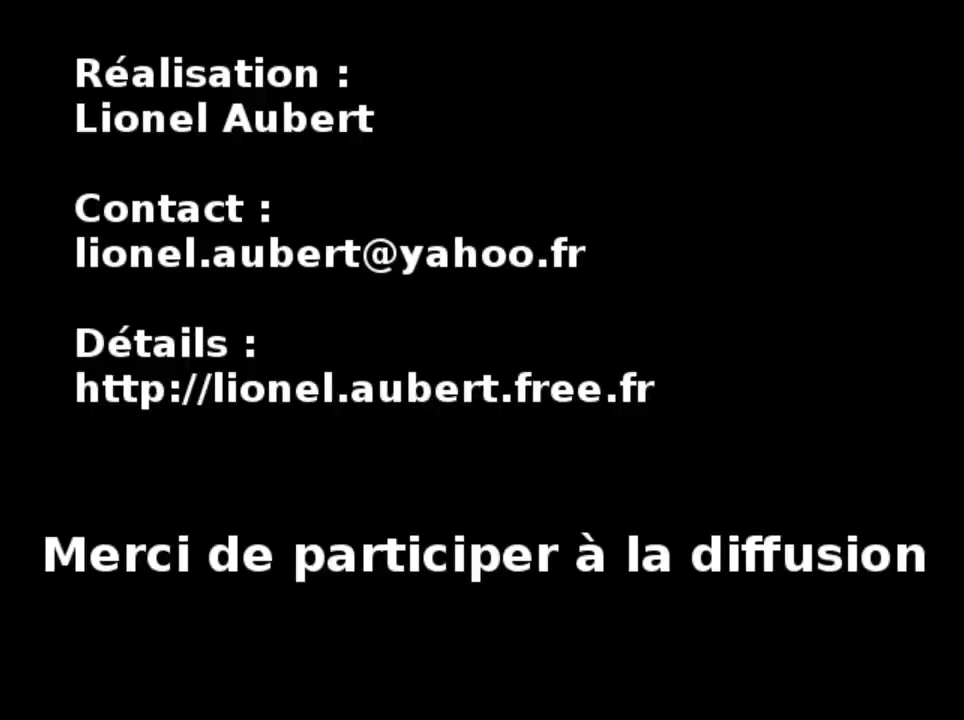 Réalisation :
Lionel Aubert
Contact :
lionel.aubert@yahoo.fr
Détails :
http://lionel.aubert.free.fr
Merci de participer à la diffusion